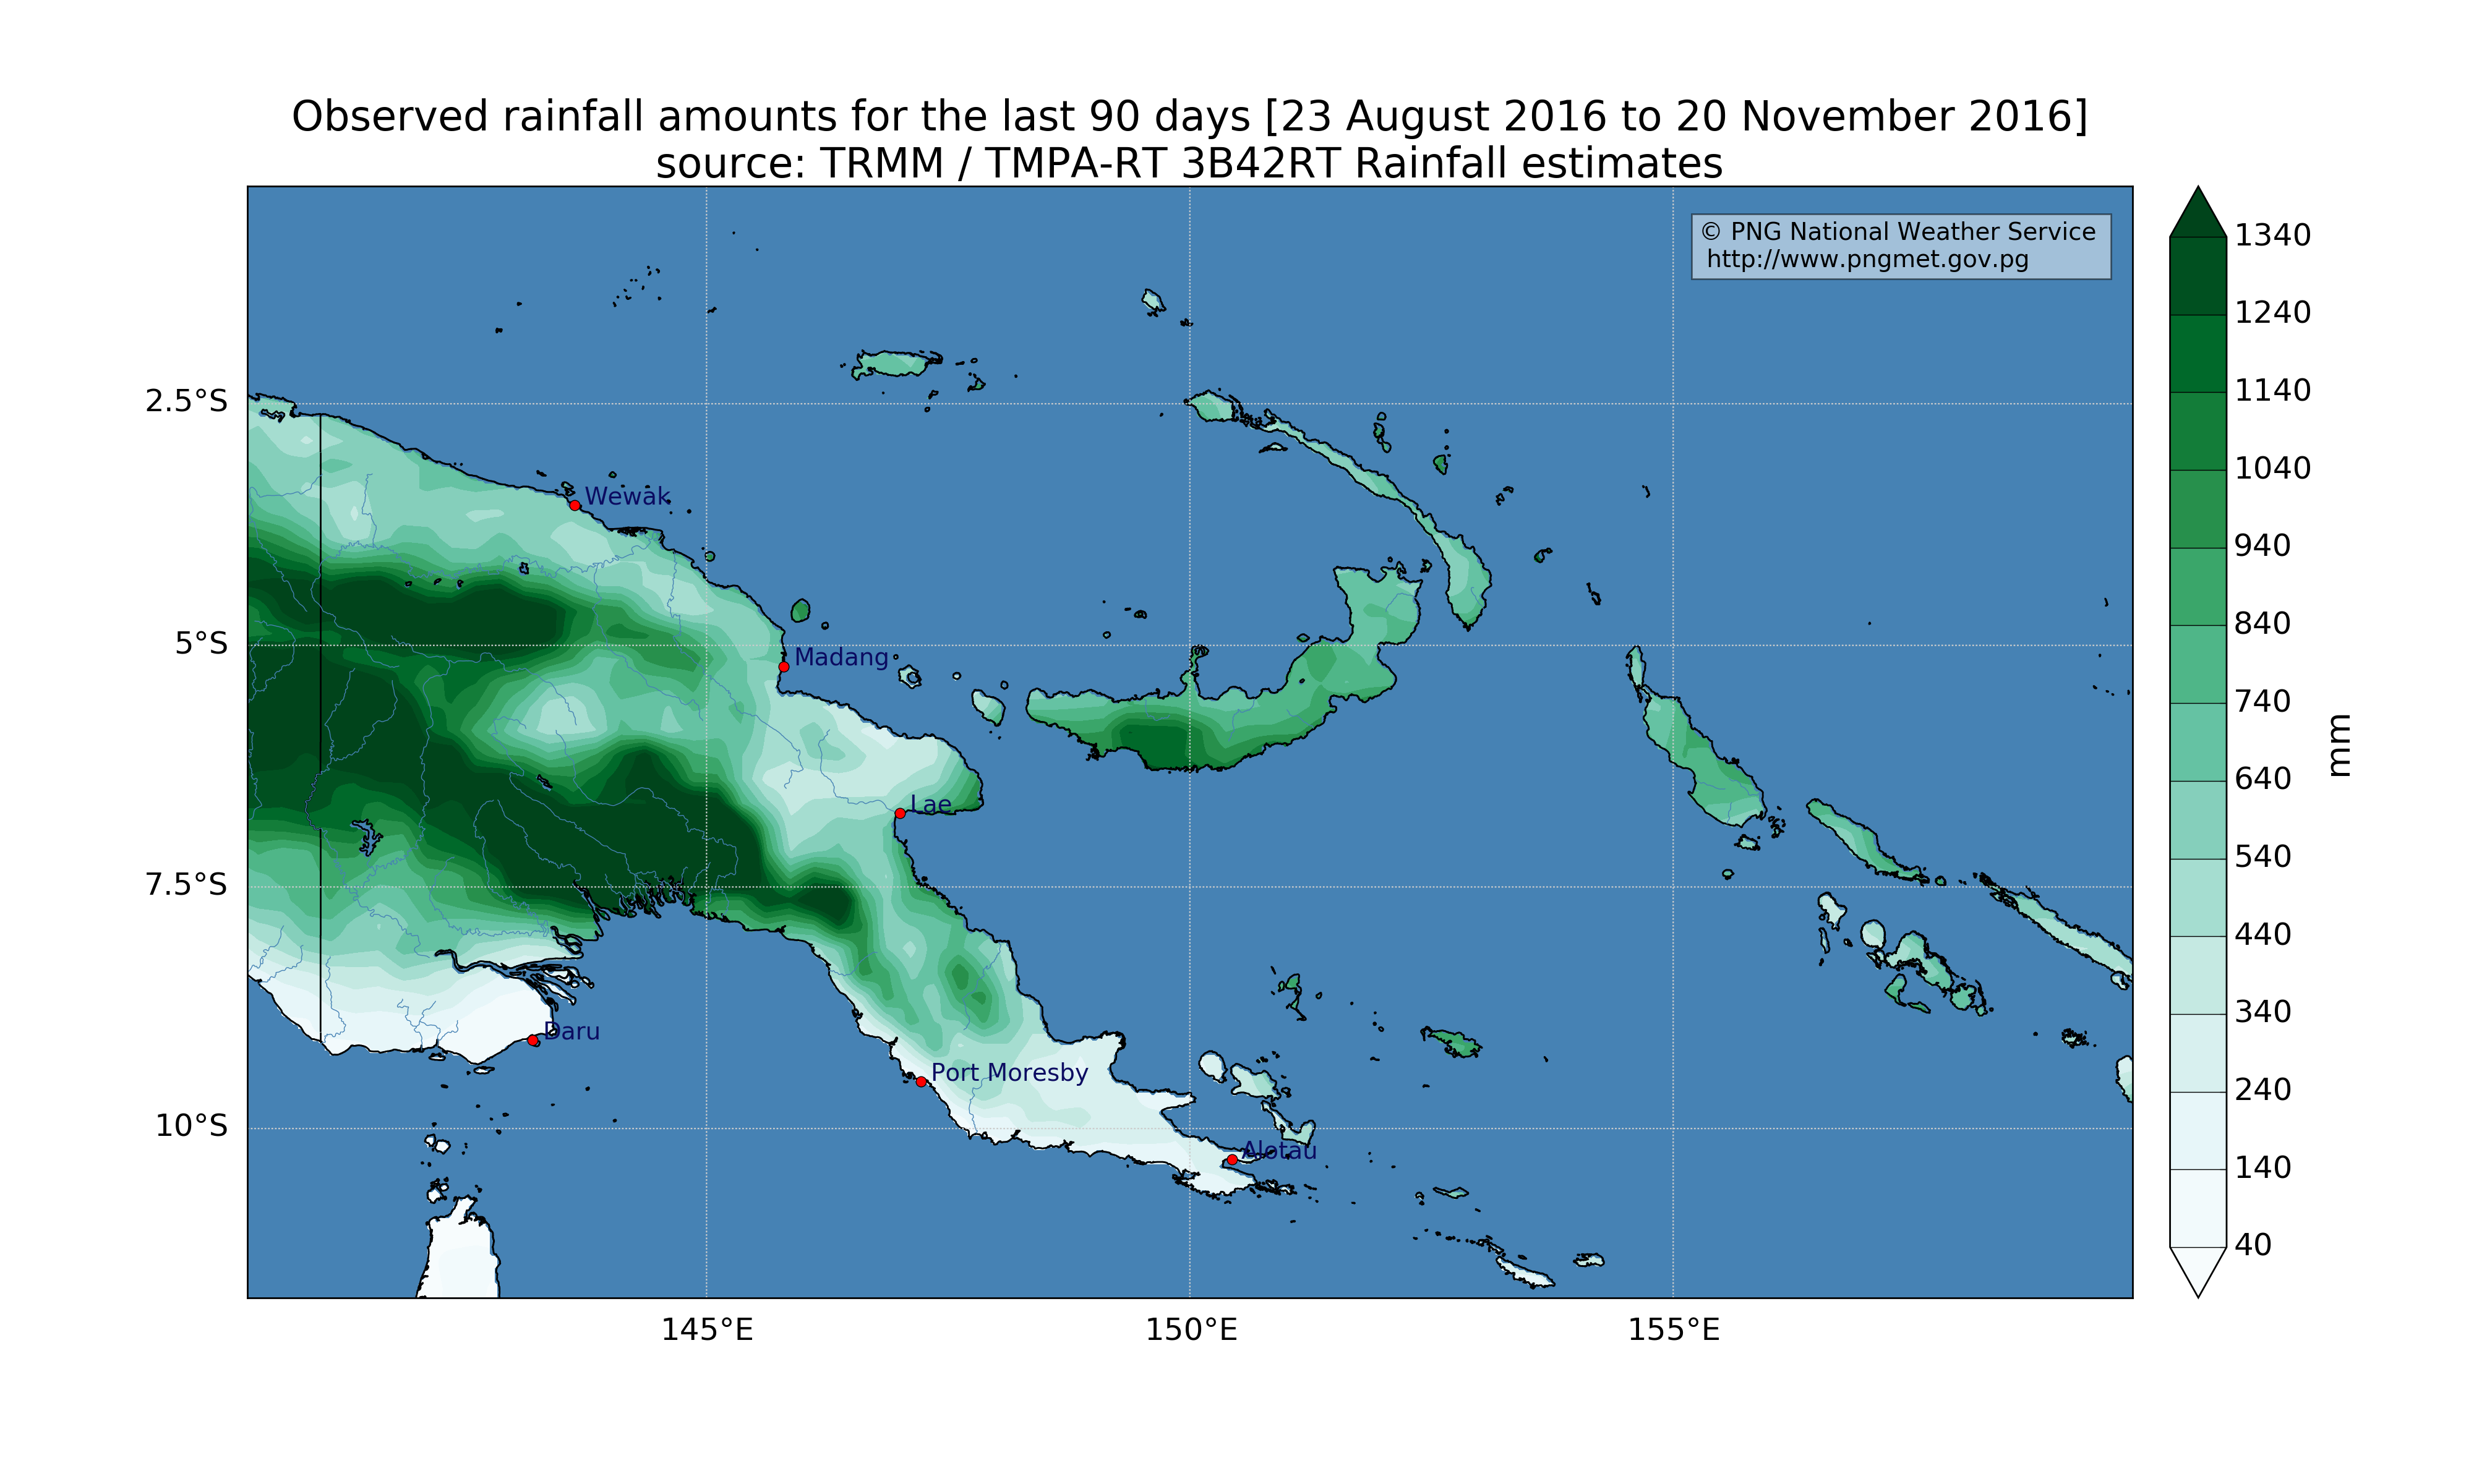 Observed rainfall amounts for the last 90 days [23 August 2016 to 20 November 2016]
source: TRMM / TMPA-RT 3B42RT Rainfall estimates
© PNG National Weather Service
http://www.pngmet.gov.pg
2.5°S
5°S
7.5°S
10°S
Wewak
Madang
Lae
Daru
Port Moresby
Alotau
145°E
150°E
155°E
1340
1240
1140
1040
940
840
740
640
540
440
340
240
140
40
mm